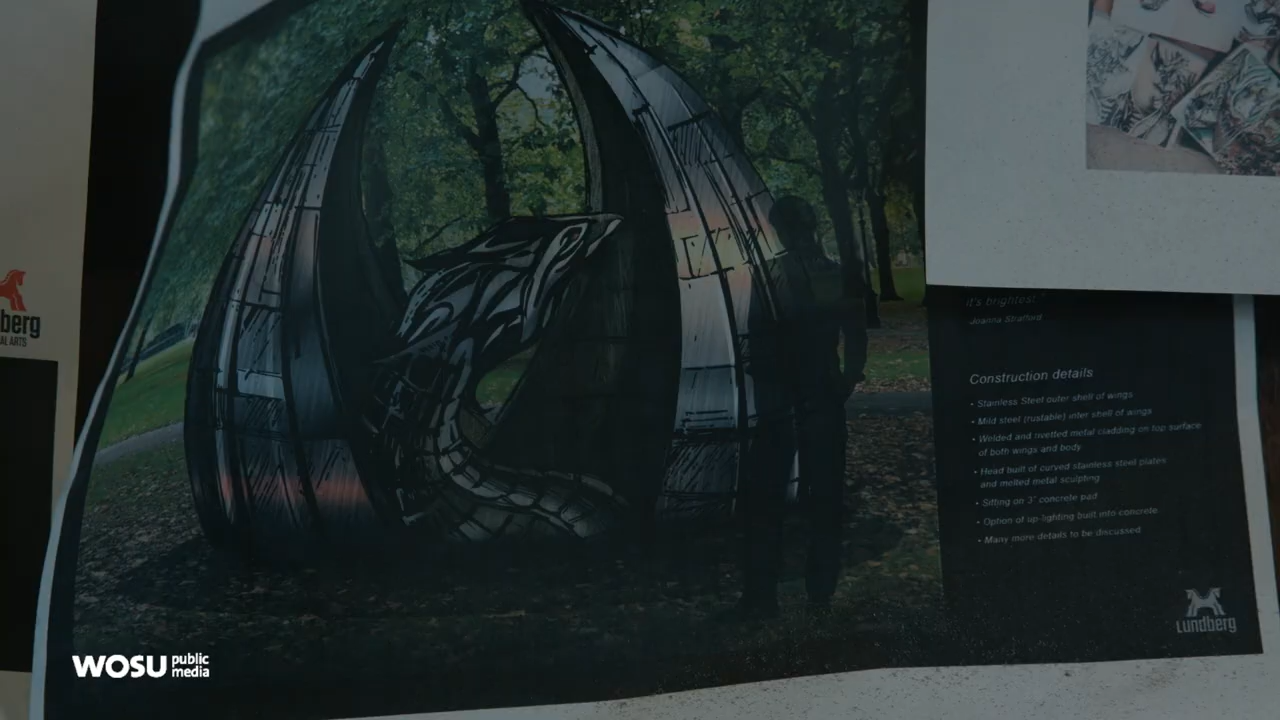 berg
AL ARTS
it's brightest."
Joanna Strafford
Construction details
• Stainless Steel outer shell of wings
• Mild steel (rustable) inter shell of wings
• Welded and rivetted metal cladding on top surface
of both wings and body.
• Head built of curved stainless steel plates
and melted metal sculpting
• Sitting on 3" concrete pad
• Option of up-lighting built into concrete
• Many more details to be discussed
Lundberg
WOSU public
media